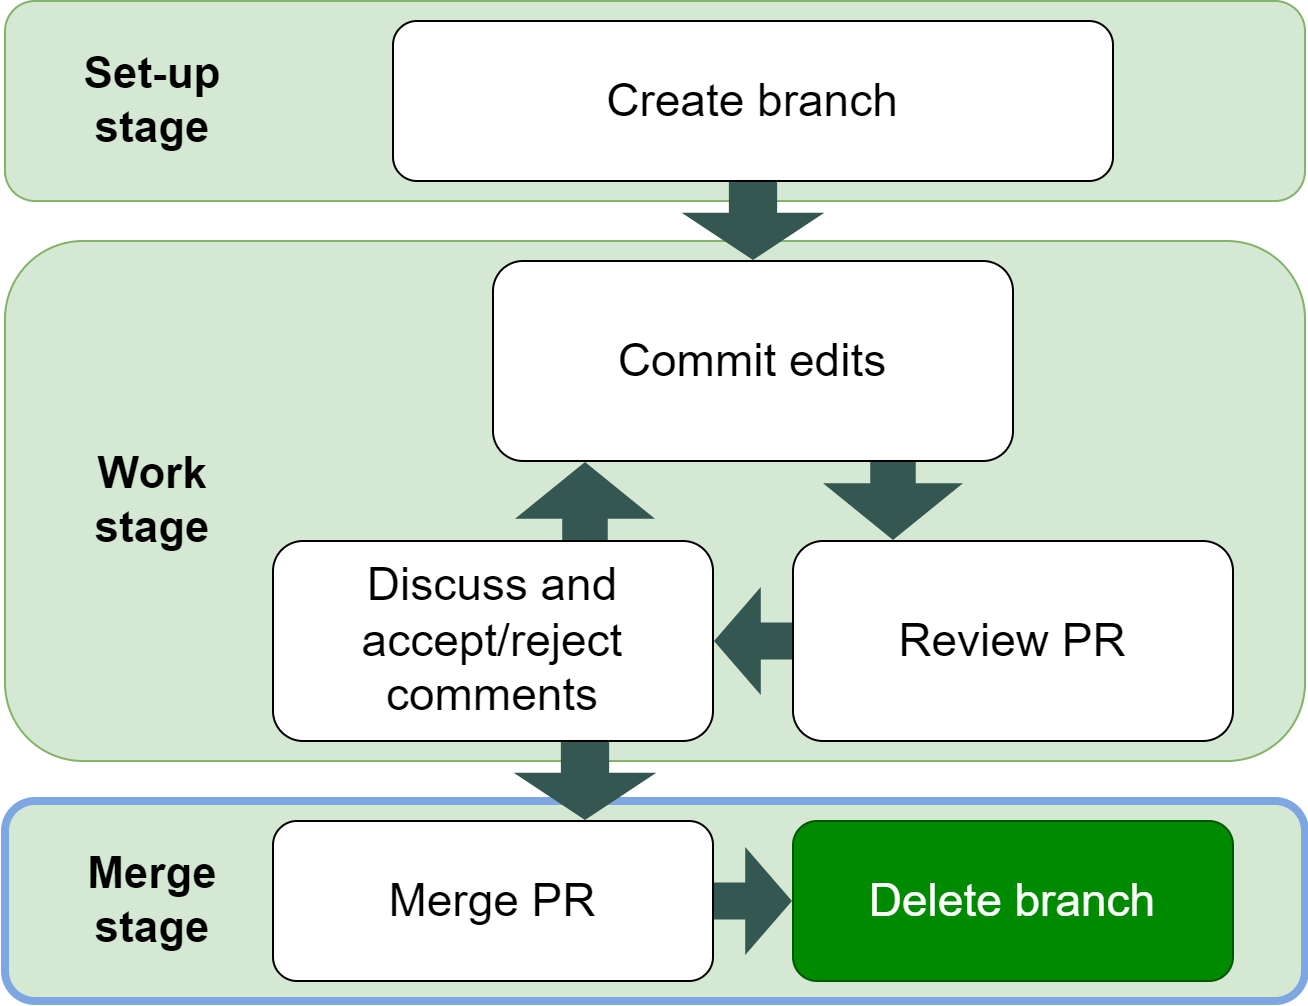 Set-up
stage
Create branch
Commit edits
Work
stage
Discuss and
accept/reject
comments
Review PR
Merge
stage
Merge PR
Delete branch